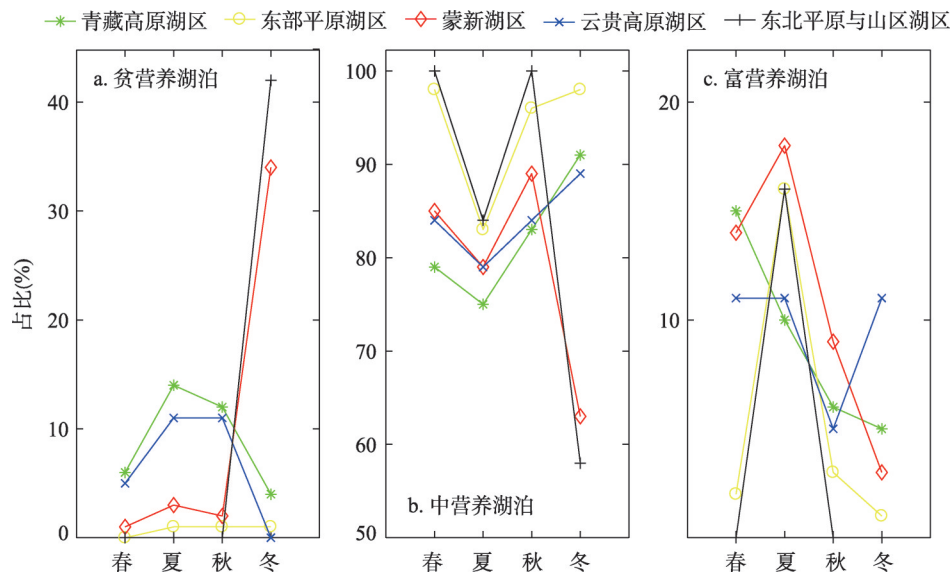 青藏高原湖区 东部平原湖区 蒙新湖区 云贵高原湖区 东北平原与山区湖区
a. 贫营养湖泊
40
30
20
10
0
占比(%)
春 夏 秋 冬
100
90
80
70
60
50
b. 中营养湖泊
春 夏 秋 冬
c. 富营养湖泊
20
10
春 夏 秋 冬